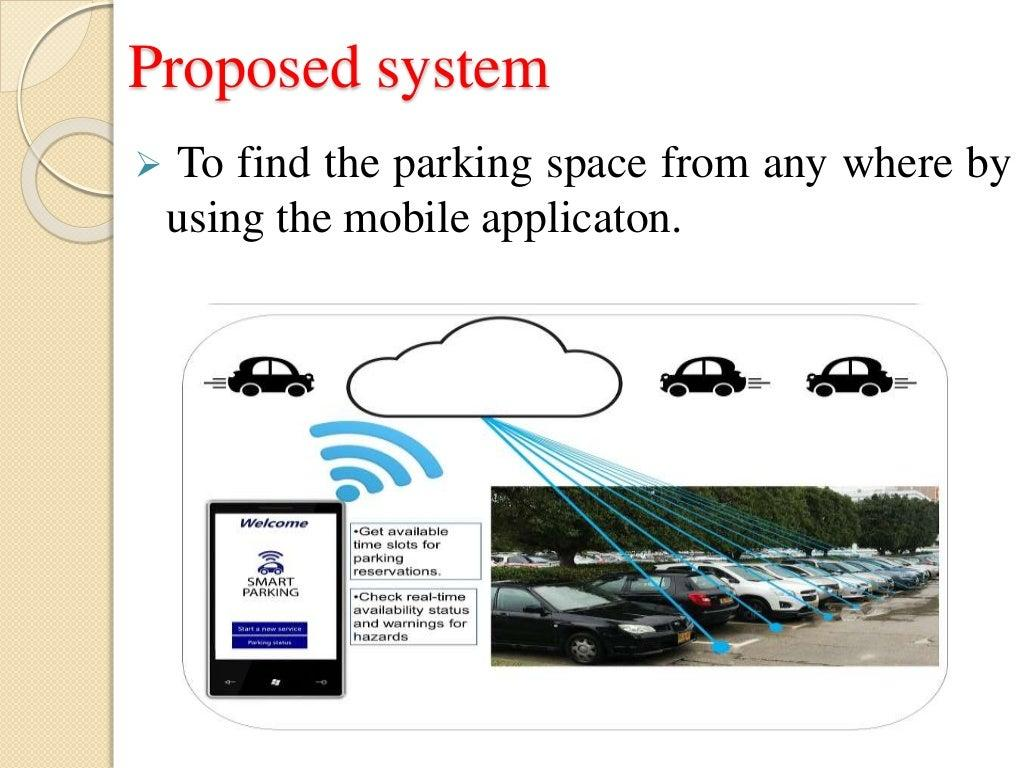 Proposed system
➢ To find the parking space from any where by
using the mobile applicaton.
Welcome
SMART
PARKING
Start a new service
Parking status
•Get available
time slots for
parking
reservations.
•Check real-time
availability status
and warnings for
hazards